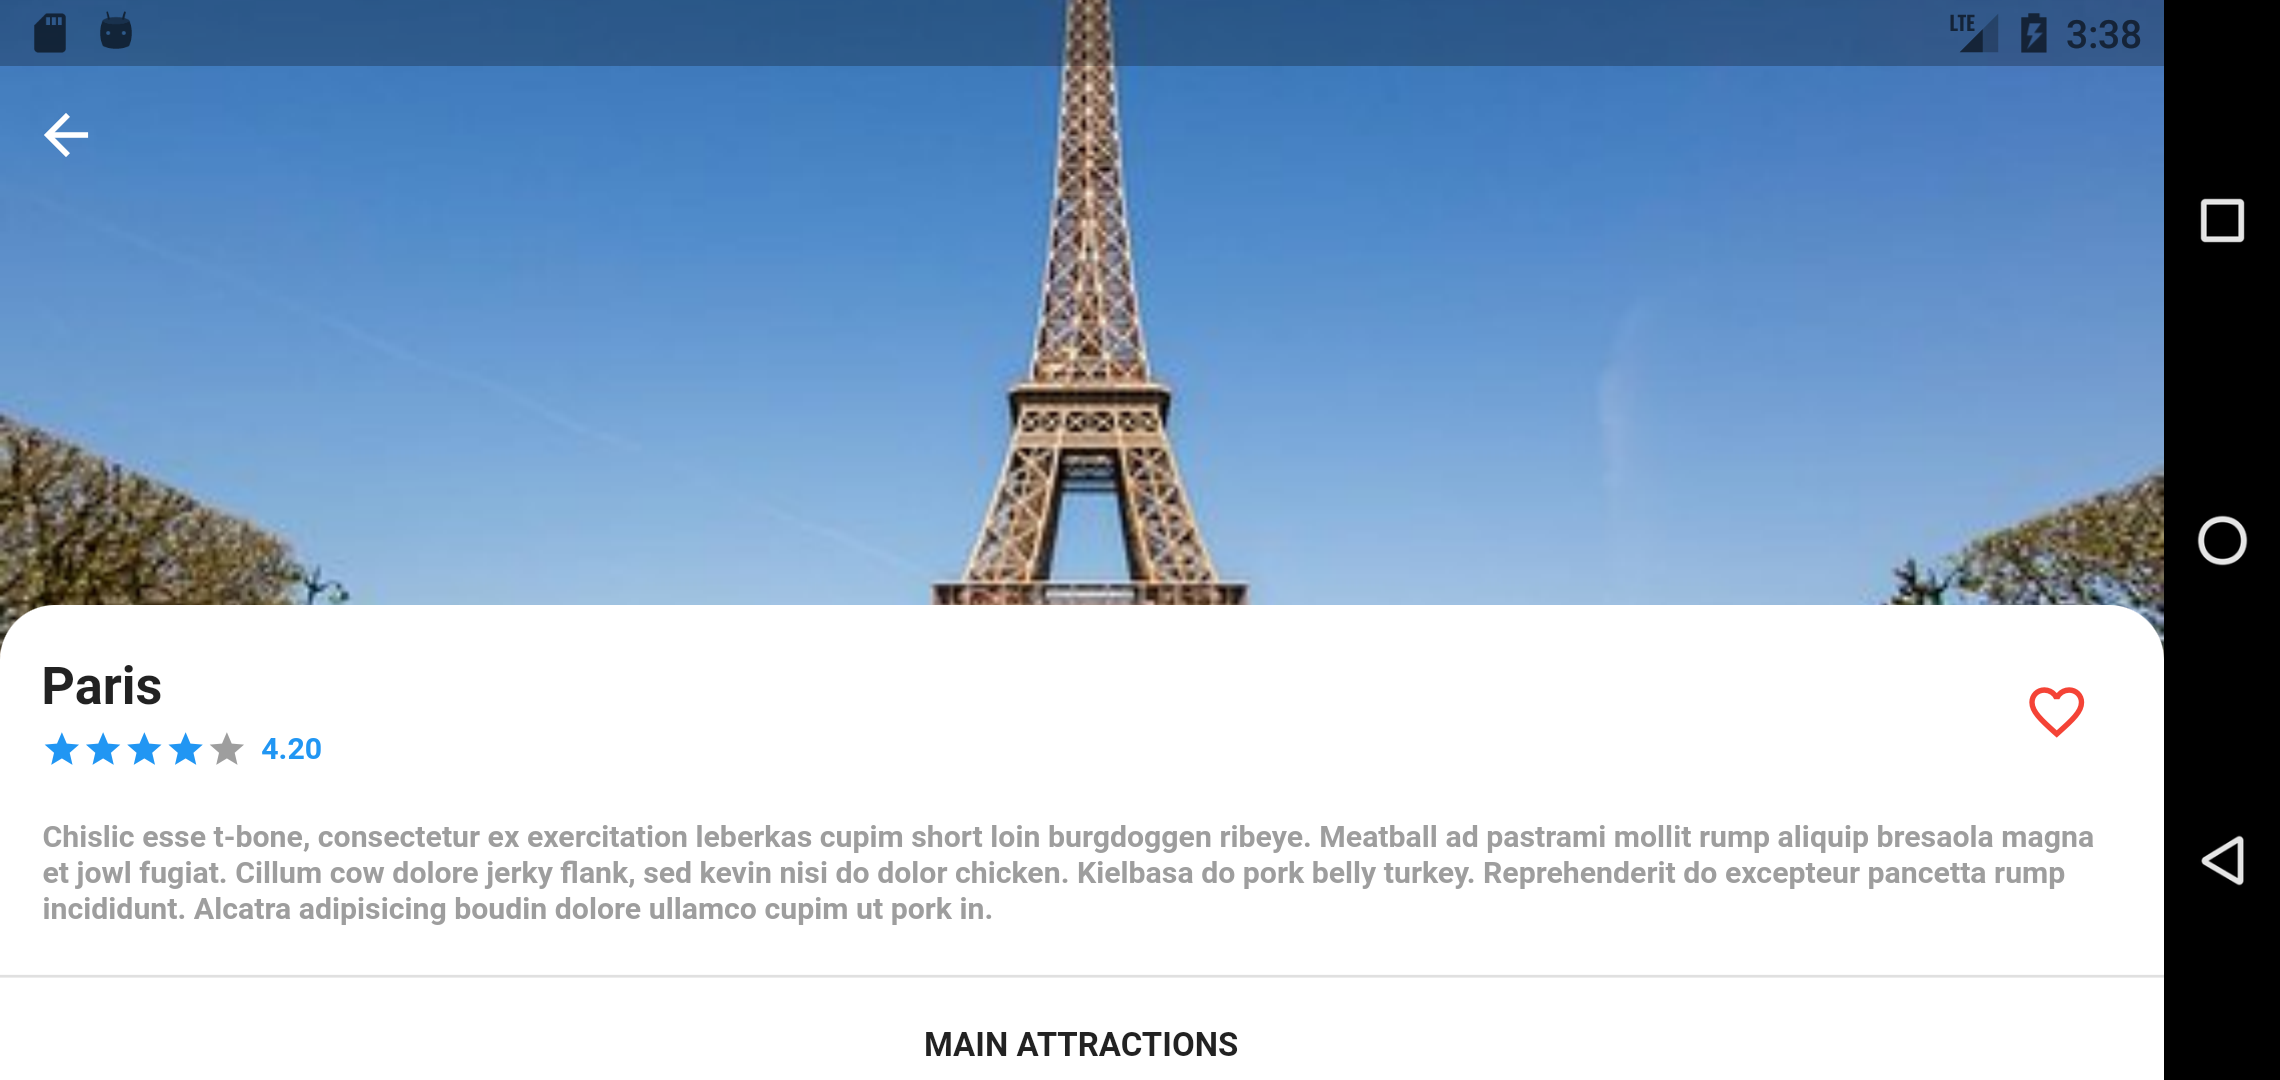 LTE 3:38
Paris
4.20
Chislic esse t-bone, consectetur ex exercitation leberkas cupim short loin burgdoggen ribeye. Meatball ad pastrami mollit rump aliquip bresaola magna
et jowl fugiat. Cillum cow dolore jerky flank, sed kevin nisi do dolor chicken. Kielbasa do pork belly turkey. Reprehenderit do excepteur pancetta rump
incididunt. Alcatra adipisicing boudin dolore ullamco cupim ut pork in.
MAIN ATTRACTIONS